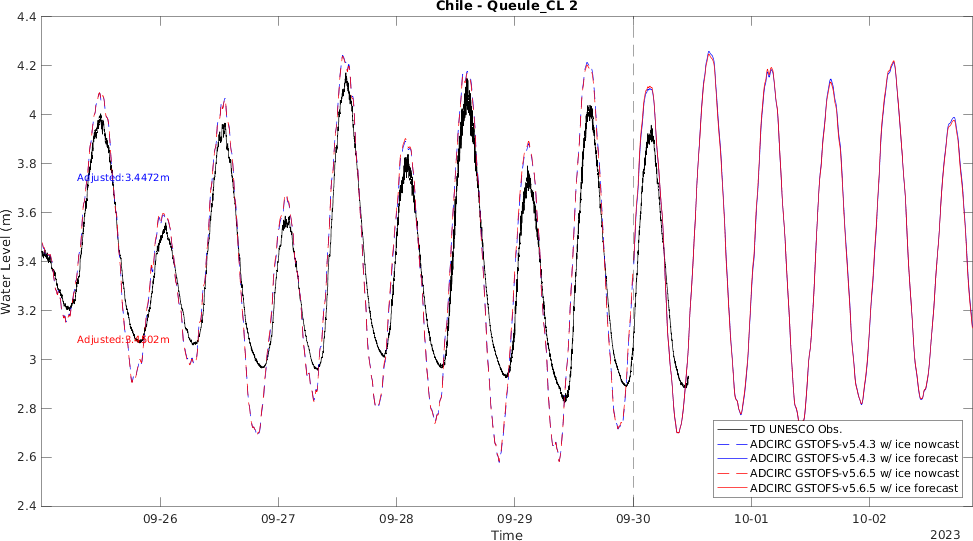 Chile - Queule_CL 2
Water Level (m)
4.4
4.2
4
3.8
3.6
3.4
3.2
3
2.8
2.6
2.4
Adjusted:3.4472m
Adjusted:3.4502m
TD UNESCO Obs.
ADCIRC GSTOFS-v5.4.3 w/ ice nowcast
ADCIRC GSTOFS-v5.4.3 w/ ice forecast
ADCIRC GSTOFS-v5.6.5 w/ ice nowcast
ADCIRC GSTOFS-v5.6.5 w/ ice forecast
09-26 09-27 09-28 09-29 09-30 10-01 10-02
Time
2023